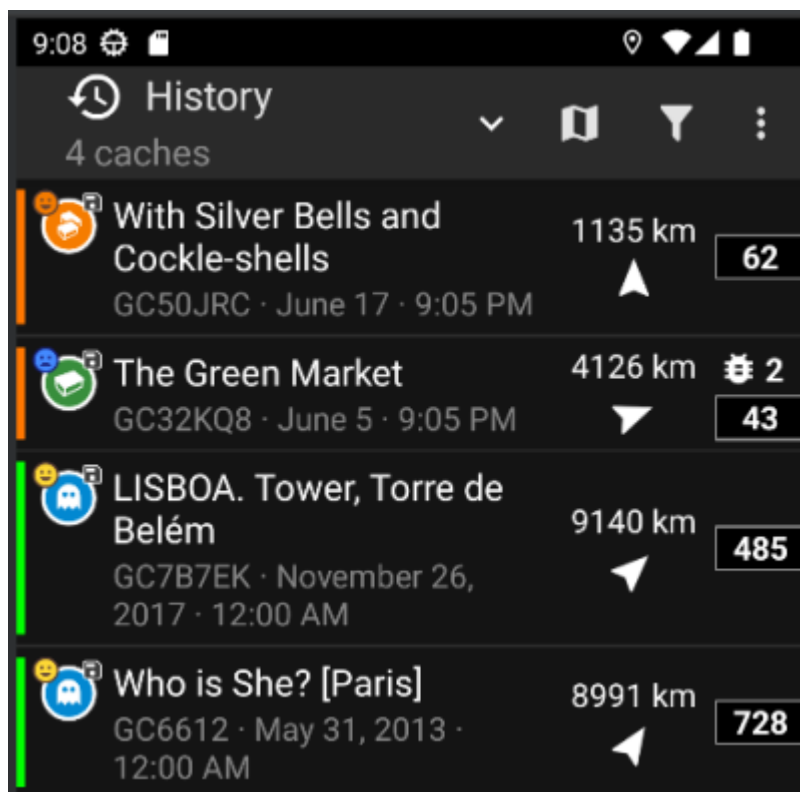 9:08
History
4 caches
With Silver Bells and
Cockle-shells
GC50JRC · June 17 · 9:05 PM
1135 km
62
The Green Market
GC32KQ8 · June 5 · 9:05 PM
4126 km
2
43
LISBOA. Tower, Torre de
Belém
GC7B7EK · November 26,
2017 · 12:00 AM
9140 km
485
Who is She? [Paris]
GC6612 · May 31, 2013 ·
12:00 AM
8991 km
728